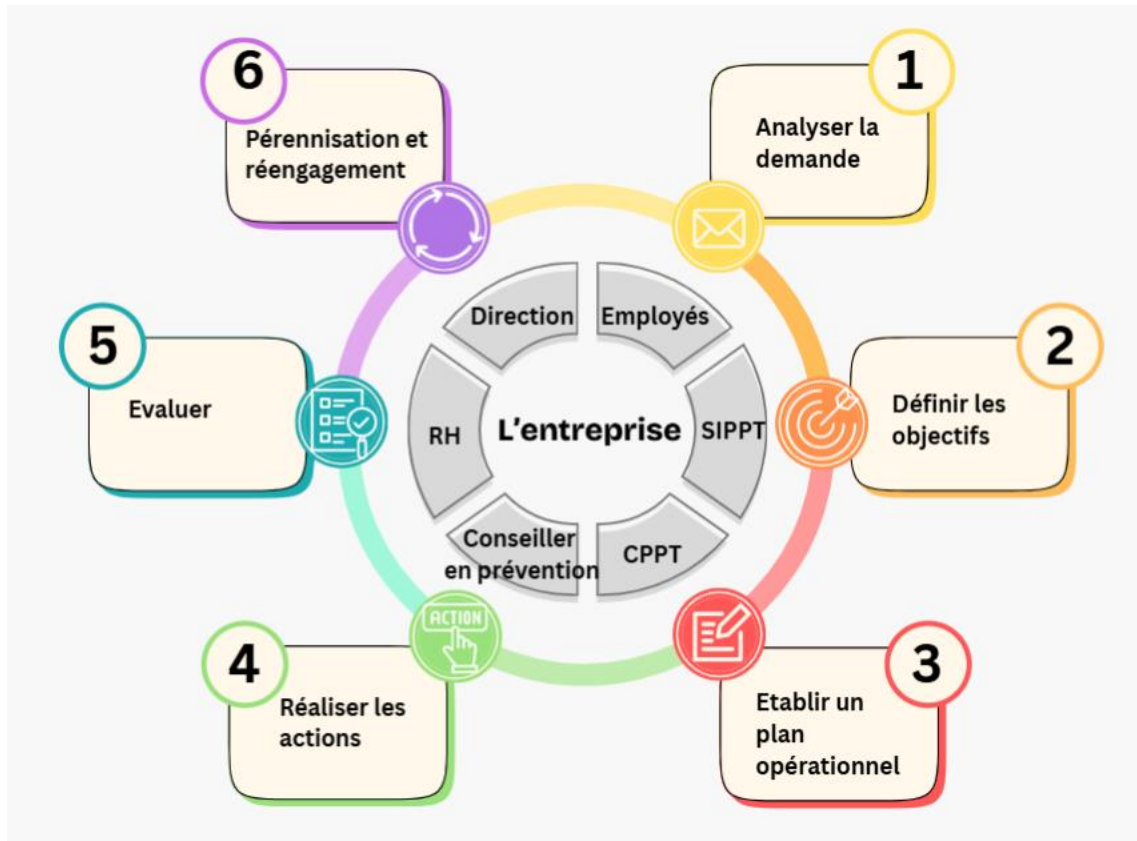 1
Analyser la
demande
2
Définir les
objectifs
3
Etablir un
plan
opérationnel
4
Réaliser les
actions
ACTION
5
Evaluer
6
Pérennisation et
réengagement
L'entreprise
Direction
Employés
SIPPT
CPPT
Conseiller
en prévention
RH